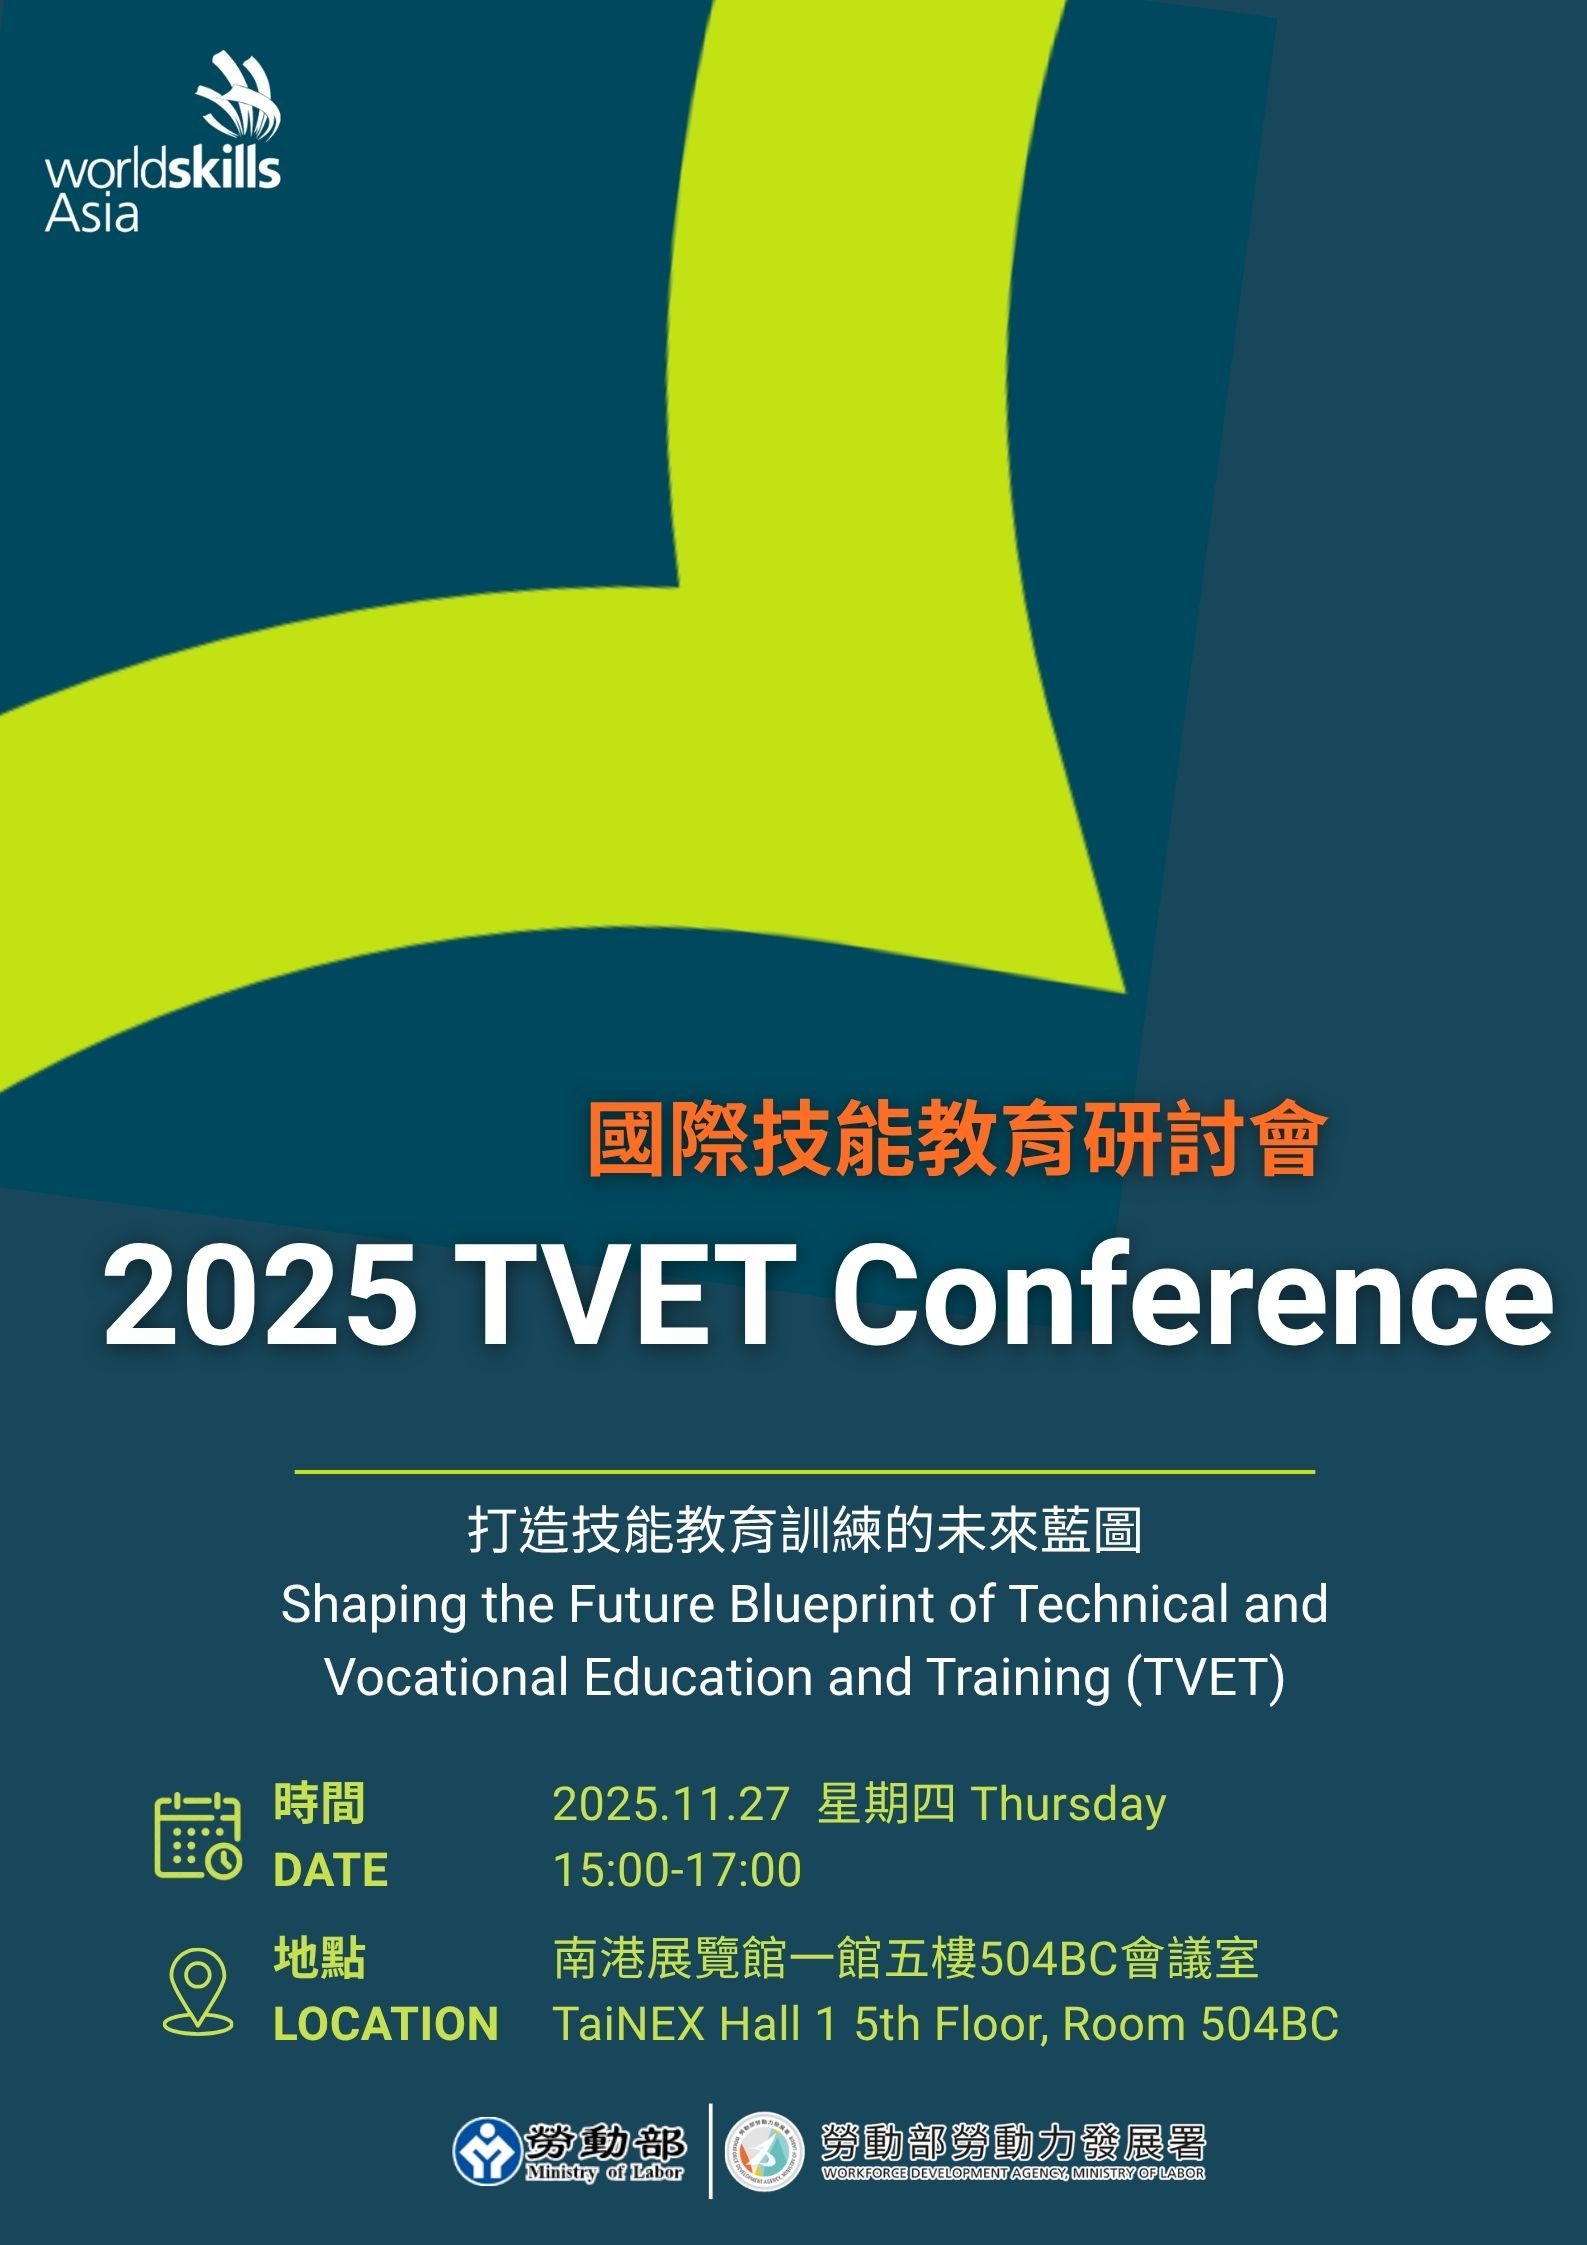 worldskills
Asia
國際技能教育研討會
2025 TVET Conference
打造技能教育訓練的未來藍圖
Shaping the Future Blueprint of Technical and
Vocational Education and Training (TVET)
時間 2025.11.27 星期四 Thursday
DATE 15:00-17:00
地點 南港展覽館一館五樓504BC會議室
LOCATION TaiNEX Hall 1 5th Floor, Room 504BC
勞動部
Ministry of Labor
勞動部勞動力發展署
WORKFORCE DEVELOPMENT AGENCY, MINISTRY OF LABOR